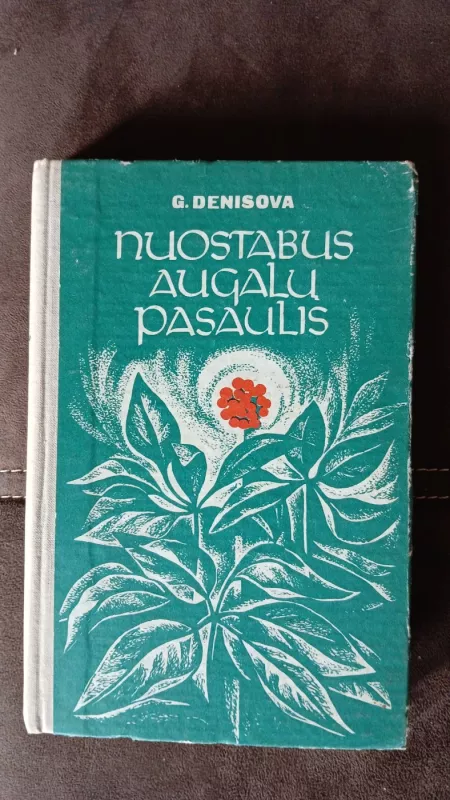 G. DENISOVA
NUOSTABUS
AUGALŲ
PASAULIS